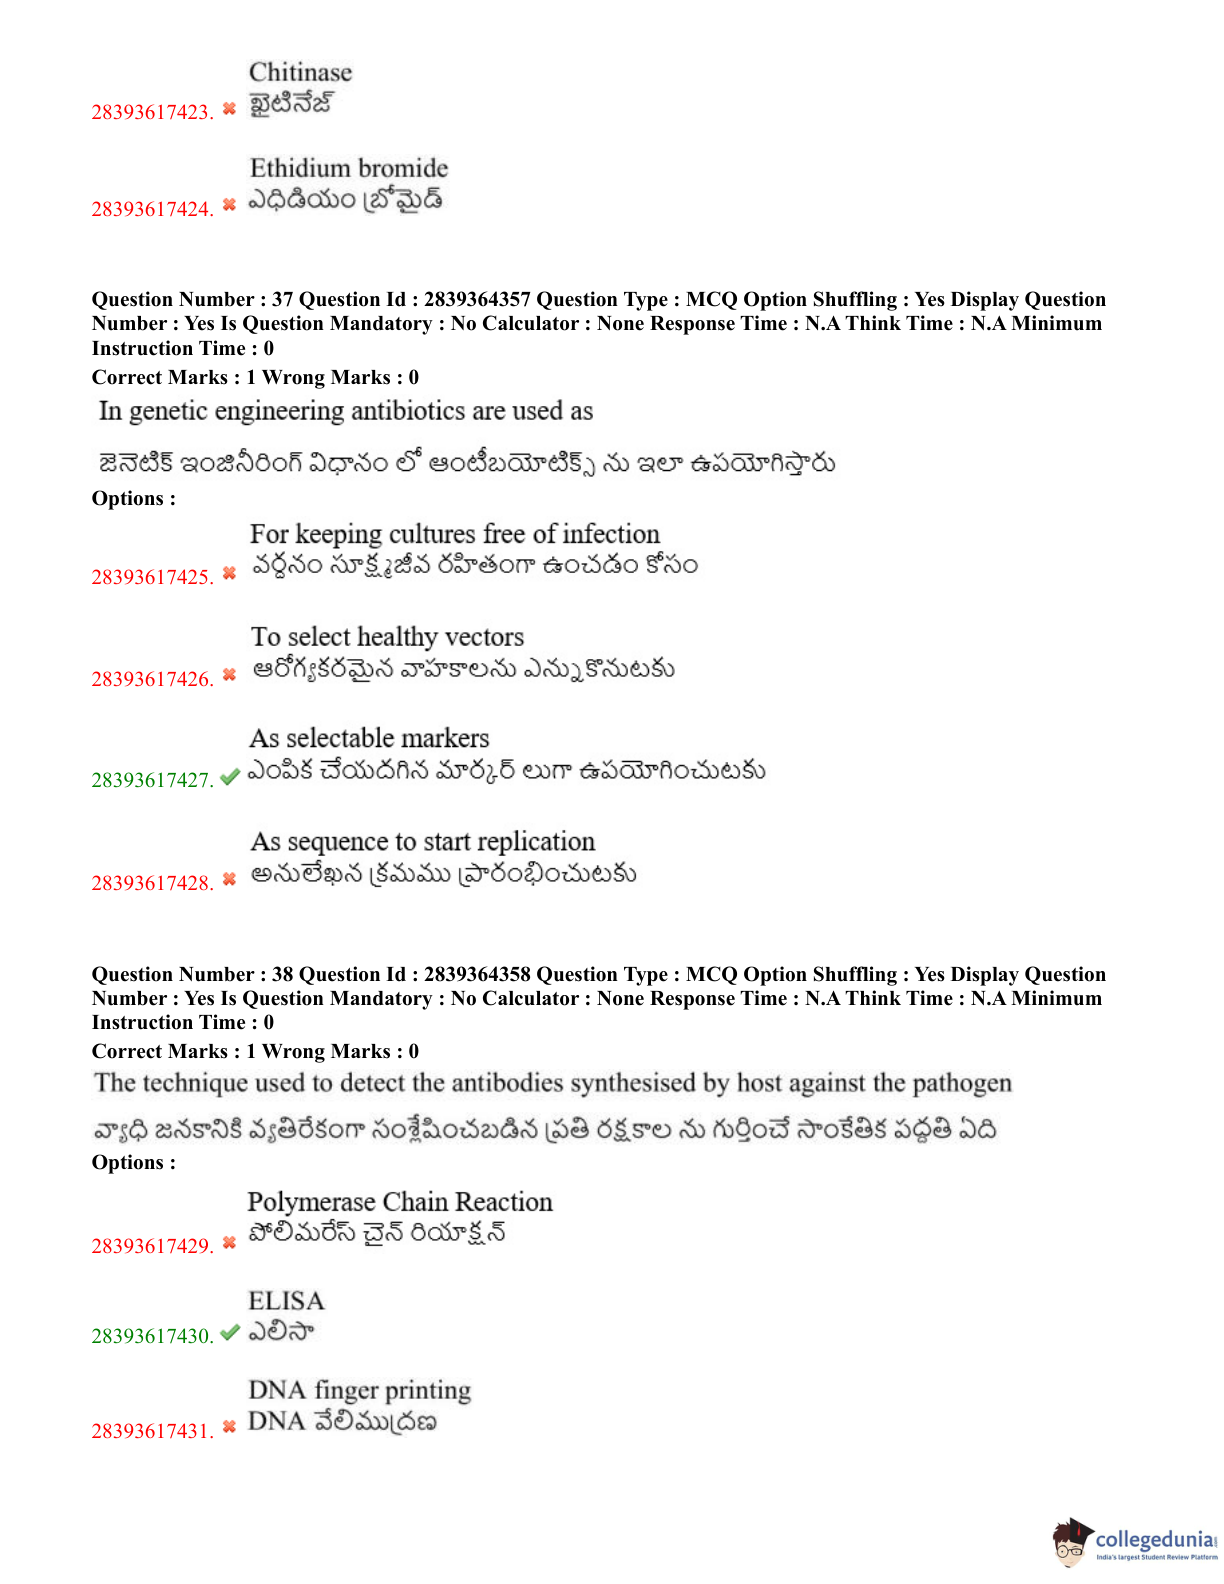 Chitinase
28393617423. ఖైటినేజ్
Ethidium bromide
28393617424. ఎధిడియం బ్రోమైడ్
Question Number : 37 Question Id : 2839364357 Question Type : MCQ Option Shuffling : Yes Display Question
Number : Yes Is Question Mandatory : No Calculator : None Response Time : N.A Think Time : N.A Minimum
Instruction Time : 0
Correct Marks : 1 Wrong Marks : 0
In genetic engineering antibiotics are used as
జెనెటిక్ ఇంజినీరింగ్ విధానం లో ఆంటీబయోటిక్స్ ను ఇలా ఉపయోగిస్తారు
Options :
For keeping cultures free of infection
28393617425. వర్ధనం సూక్ష్మజీవ రహితంగా ఉంచడం కోసం
To select healthy vectors
28393617426. ఆరోగ్యకరమైన వాహకాలను ఎన్నుకొనుటకు
As selectable markers
28393617427. ఎంపిక చేయదగిన మార్కర్ లుగా ఉపయోగించుటకు
As sequence to start replication
28393617428. అనులేఖన క్రమము ప్రారంభించుటకు
Question Number : 38 Question Id : 2839364358 Question Type : MCQ Option Shuffling : Yes Display Question
Number : Yes Is Question Mandatory : No Calculator : None Response Time : N.A Think Time : N.A Minimum
Instruction Time : 0
Correct Marks : 1 Wrong Marks : 0
The technique used to detect the antibodies synthesised by host against the pathogen
వ్యాధి జనకానికి వ్యతిరేకంగా సంశ్లేషించబడిన ప్రతి రక్షకాల ను గుర్తించే సాంకేతిక పద్దతి ఏది
Options :
Polymerase Chain Reaction
28393617429. పోలిమరేస్ చైన్ రియాక్షన్
ELISA
28393617430. ఎలిసా
DNA finger printing
28393617431. DNA వేలిముద్రణ
collegedunia
India's largest Student Review Platform